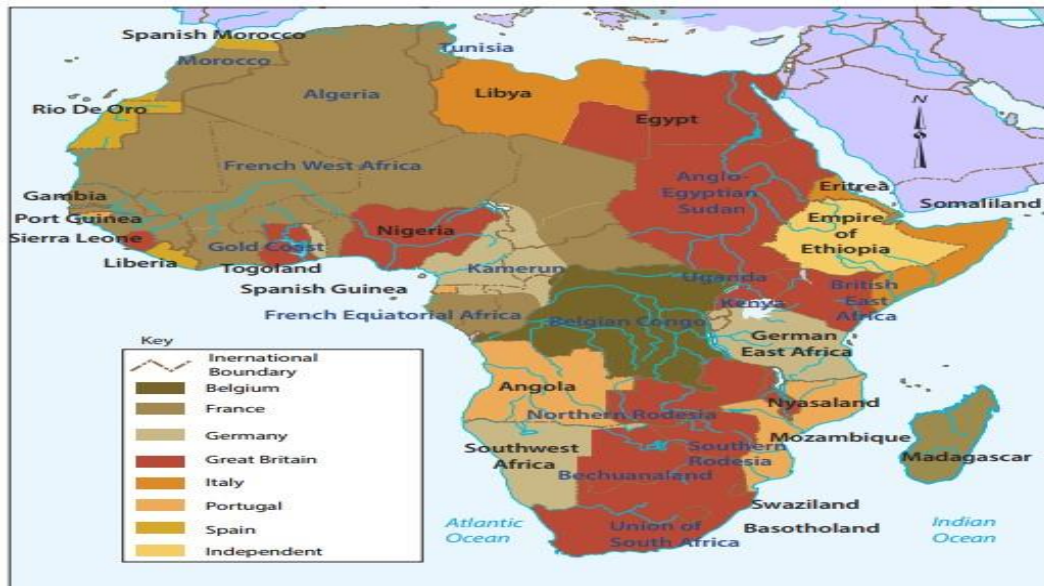 Spanish Morocco
Tunisia
Morocco
Algeria
Libya
Rio De Oro
Egypt
N
French West Africa
Anglo-
Egyptian
Sudan
Eritrea
Somaliland
Gambia
Port Guinea
Sierra Leone
Nigeria
Empire
of
Ethiopia
Gold Coast
Liberia
Togoland
Kamerun
Uganda
Spanish Guinea
British
East
Africa
Kenya
French Equatorial Africa
Belgian Congo
German
East Africa
Angola
Nyasaland
Northern Rodesia
Mozambique
Southwest
Africa
Southern
Rodesia
Madagascar
Bechuanaland
Swaziland
Basotholand
Union of
South Africa
Atlantic
Ocean
Indian
Ocean
Key
Inernational
Boundary
Belgium
France
Germany
Great Britain
Italy
Portugal
Spain
Independent